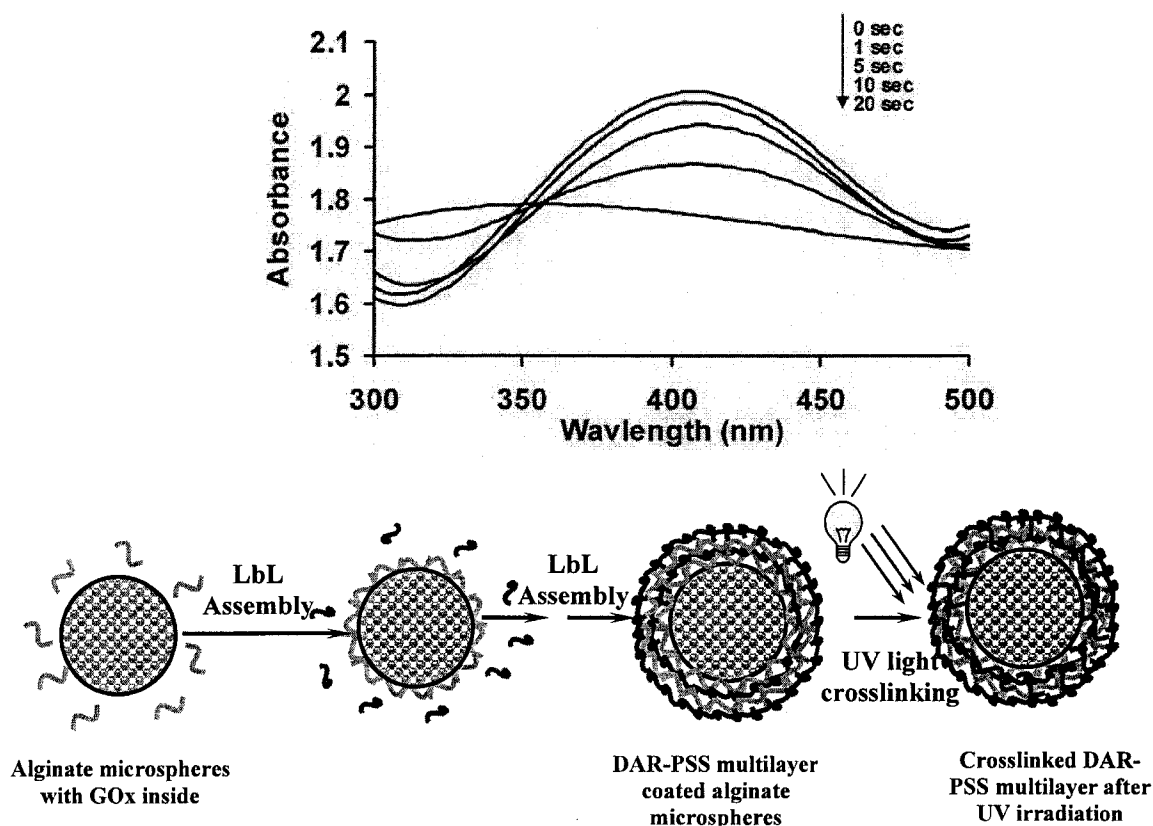 0 sec
1 sec
5 sec
10 sec
20 sec
2.1
2
1.9
1.8
1.7
1.6
1.5
Absorbance
300 350 400 450 500
Wavlength (nm)
LbL
Assembly
LbL
Assembly
UV light
crosslinking
Alginate microspheres
with GOx inside
DAR-PSS multilayer
coated alginate
microspheres
Crosslinked DAR-
PSS multilayer after
UV irradiation